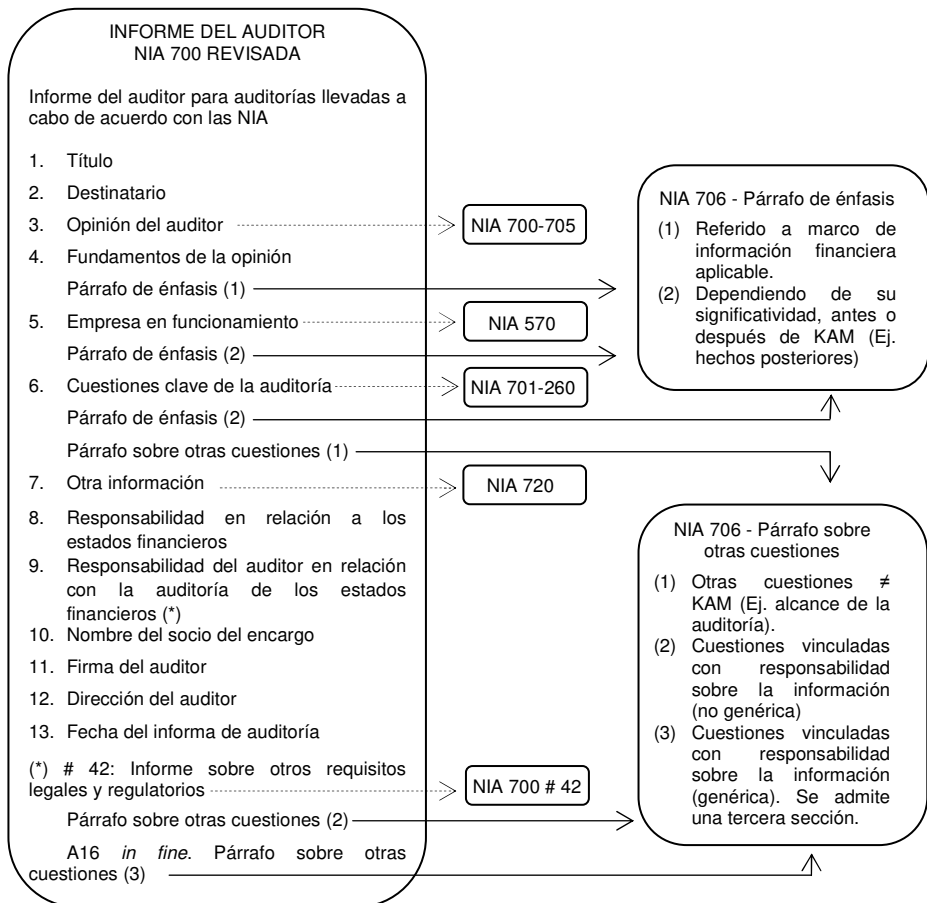 INFORME DEL AUDITOR
NIA 700 REVISADA
Informe del auditor para auditorías llevadas a
cabo de acuerdo con las NIA
1. Título
2. Destinatario
3. Opinión del auditor
NIA 700-705
4. Fundamentos de la opinión
Párrafo de énfasis (1)
5. Empresa en funcionamiento
NIA 570
Párrafo de énfasis (2)
6. Cuestiones clave de la auditoría
NIA 701-260
Párrafo de énfasis (2)
Párrafo sobre otras cuestiones (1)
7. Otra información
NIA 720
8. Responsabilidad en relación a los
estados financieros
9. Responsabilidad del auditor en relación
con la auditoría de los estados
financieros (*)
10. Nombre del socio del encargo
11. Firma del auditor
12. Dirección del auditor
13. Fecha del informa de auditoría
(*) # 42: Informe sobre otros requisitos
legales y regulatorios
NIA 700 # 42
Párrafo sobre otras cuestiones (2)
A16 in fine. Párrafo sobre otras
cuestiones (3)
NIA 706 - Párrafo de énfasis
(1) Referido a marco de
información financiera
aplicable.
(2) Dependiendo de su
significatividad, antes o
después de KAM (Ej.
hechos posteriores)
NIA 706 - Párrafo sobre
otras cuestiones
(1) Otras cuestiones ≠
KAM (Ej. alcance de la
auditoría).
(2) Cuestiones vinculadas
con responsabilidad
sobre la información
(no genérica)
(3) Cuestiones vinculadas
con responsabilidad
sobre la información
(genérica). Se admite
una tercera sección.